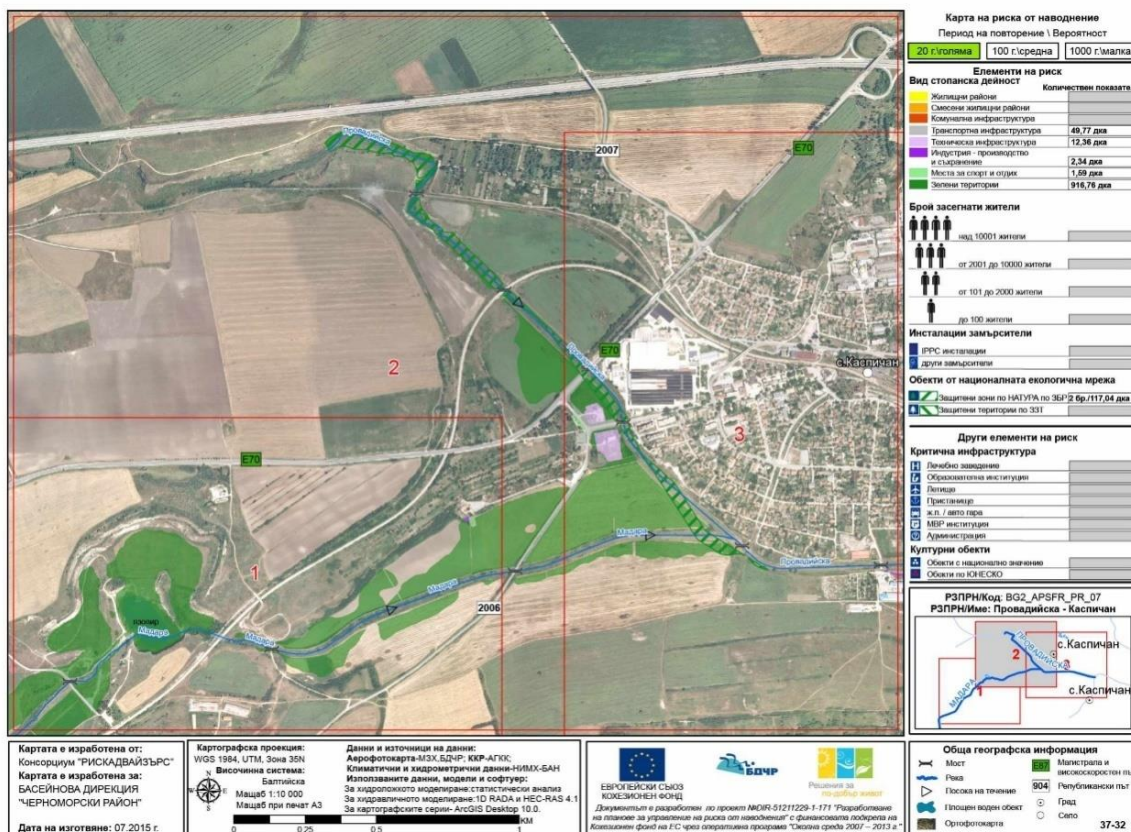 Карта на риска от наводнение
Период на повторение \ Вероятност
20 г.\голяма
100 г.\средна
1000 г.\малка
Елементи на риск
Вид стопанска дейност
Количествен показате
Жилищни райони
Смесени жилищни райони
Комунална инфраструктура
Транспортна инфраструктура 49,77 дка
Техническа инфраструктура 12,36 дка
Индустрия - производство
и съхранение 2,34 дка
Места за спорт и отдих 1,59 дка
Зелени територии 916,76 дка
Брой засегнати жители
над 10001 жители
от 2001 до 10000 жители
от 101 до 2000 жители
до 100 жители
Инсталации замърсители
IPPC инсталации
други замърсители
Обекти от националната екологична мрежа
Защитени зони по НАТУРА по ЗБР 2 бр./117,04 дка
Защитени територии по ЗЗТ
Други елементи на риск
Критична инфраструктура
Лечебно заведение
Образователна институция
Летище
Пристанище
ж.п. / авто гара
МВР институция
Администрация
Културни обекти
Обекти с национално значение
Обекти по ЮНЕСКО
РЗПРН/Код: BG2_APSFR_PR_07
РЗПРН/Име: Провадийска - Каспичан
с.Каспичан
ПРОВАДИЙСКА
2
1
МАДАРА
с.Каспичан
Провадийска
2007
E70
2
E70
Провадийска
с.Каспичан
3
E70
Мадара
Провадийска
1
Мадара
2006
язовир
Мадара
Мадара
Картата е изработена от:
Консорциум "РИСКАДВАЙЗЪРС"
Картата е изработена за:
БАСЕЙНОВА ДИРЕКЦИЯ
"ЧЕРНОМОРСКИ РАЙОН"
Дата на изготвяне: 07.2015 г.
Картографска проекция:
WGS 1984, UTM, Зона 35N
Височинна система:
Балтийска
Мащаб 1:10 000
Мащаб при печат А3
N
W
E
S
0 0,25 0,5 1
КМ
Данни и източници на данни:
Аерофотокарта-МЗХ,БДЧР; ККР-АГКК;
Климатични и хидрометрични данни-НИМХ-БАН
Използваните данни, модели и софтуер:
За хидроложкото моделиране:статистически анализ
За хидравличното моделиране:1D RADA и HEC-RAS 4.1
За картографските серии- ArcGIS Desktop 10.0.
ЕВРОПЕЙСКИ СЪЮЗ
КОХЕЗИОНЕН ФОНД
БДЧР
Решения за
по-добър живот
Документът е разработен по проект №DIR-51211229-1-171 "Разработване
на планове за управление на риска от наводнения" с финансовата подкрепа на
Кохезионен фонд на ЕС чрез оперативна програма "Околна среда 2007 – 2013 г."
Обща географска информация
Мост
Река
Посока на течение
Площен воден обект
Ортофотокарта
E87
Магистрала и
високоскоростен п
904
Републикански път
Град
Село
37-32